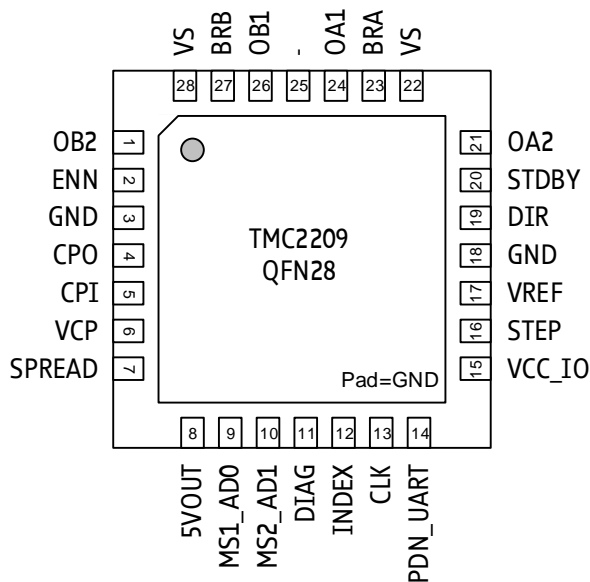 VS
BRB
OB1
-
OA1
BRA
VS
28
27
26
25
24
23
22
OB2
1
ENN
2
GND
3
CPO
4
CPI
5
VCP
6
SPREAD
7
TMC2209
QFN28
Pad=GND
21
OA2
20
STDBY
19
DIR
18
GND
17
VREF
16
STEP
15
VCC_IO
8
9
10
11
12
13
14
5VOUT
MS1_AD0
MS2_AD1
DIAG
INDEX
CLK
PDN_UART